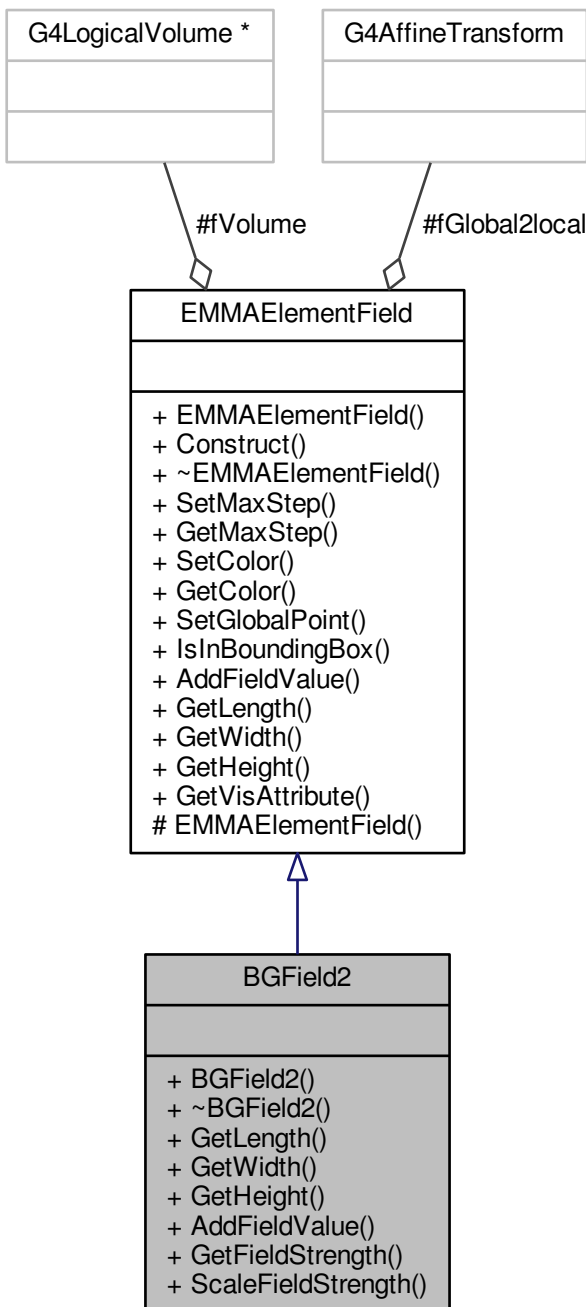 G4LogicalVolume *
G4AffineTransform
#fVolume
#fGlobal2local
EMMAElementField
+ EMMAElementField()
+ Construct()
+ ~EMMAElementField()
+ SetMaxStep()
+ GetMaxStep()
+ SetColor()
+ GetColor()
+ SetGlobalPoint()
+ IsInBoundingBox()
+ AddFieldValue()
+ GetLength()
+ GetWidth()
+ GetHeight()
+ GetVisAttribute()
# EMMAElementField()
BGField2
+ BGField2()
+ ~BGField2()
+ GetLength()
+ GetWidth()
+ GetHeight()
+ AddFieldValue()
+ GetFieldStrength()
+ ScaleFieldStrength()